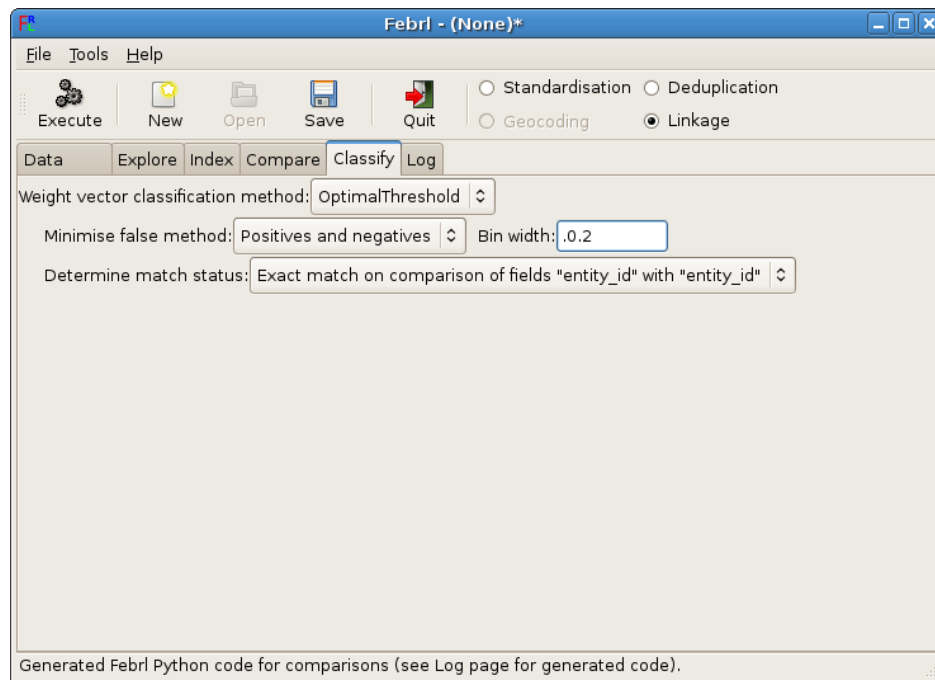 Febrl - (None)*
File Tools Help
Standardisation Deduplication
Execute New Open Save Quit Geocoding Linkage
Data Explore Index Compare Classify Log
Weight vector classification method: OptimalThreshold
Minimise false method: Positives and negatives Bin width: .0.2
Determine match status: Exact match on comparison of fields "entity_id" with "entity_id"
Generated Febrl Python code for comparisons (see Log page for generated code).